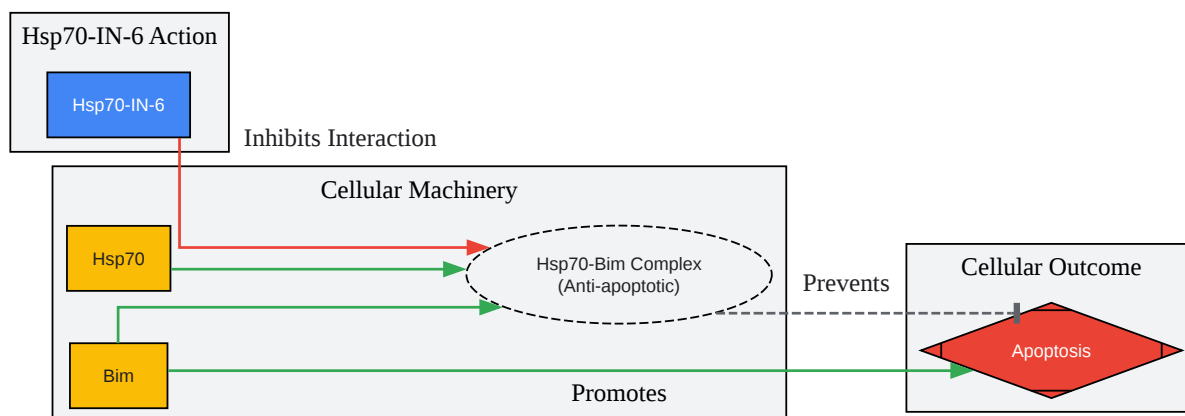 Hsp70-IN-6 Action
Hsp70-IN-6
Inhibits Interaction
Cellular Machinery
Hsp70
Hsp70-Bim Complex
(Anti-apoptotic)
Prevents
Cellular Outcome
Apoptosis
Bim
Promotes